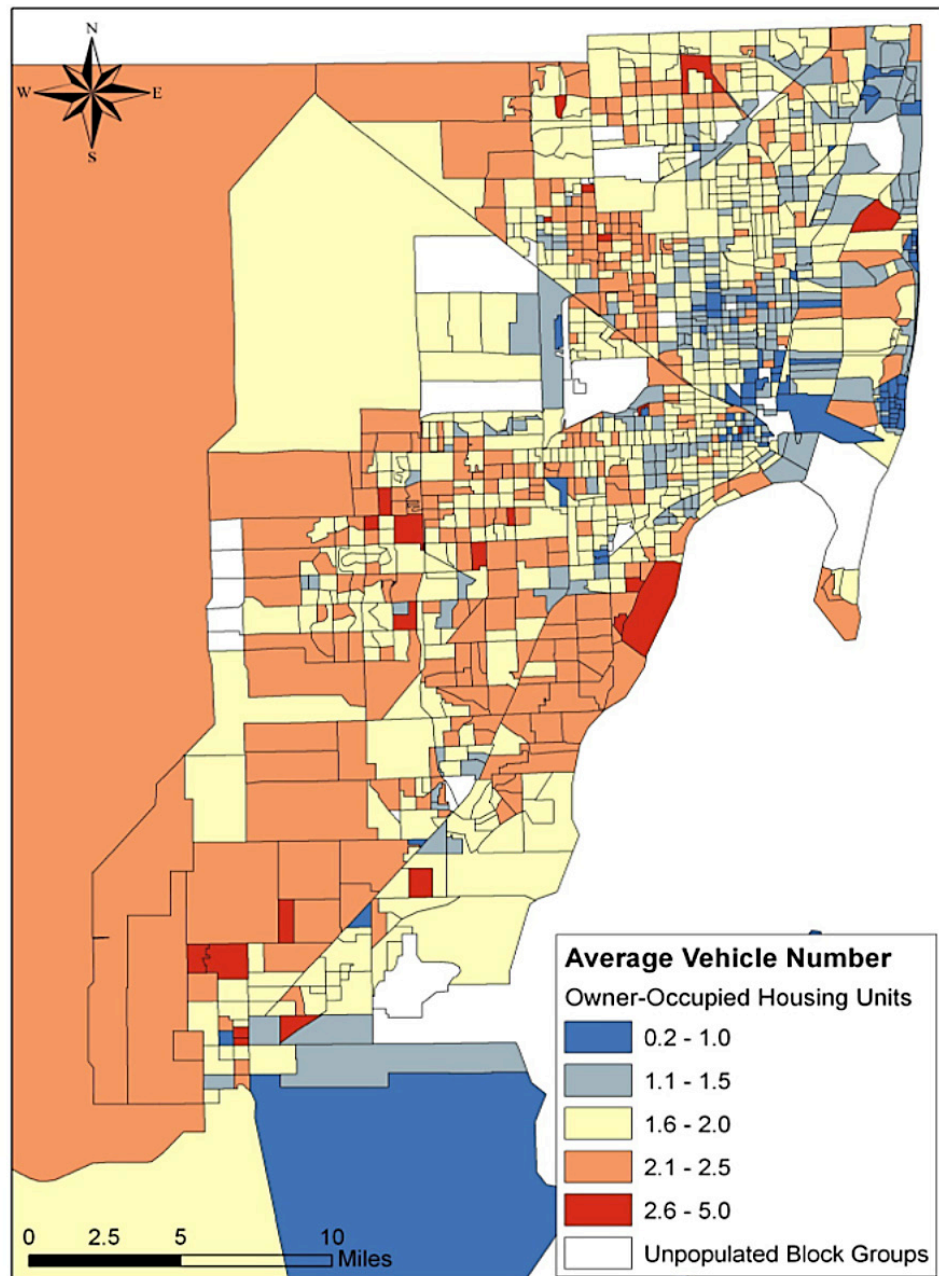 N
W E
S
Average Vehicle Number
Owner-Occupied Housing Units
0.2 - 1.0
1.1 - 1.5
1.6 - 2.0
2.1 - 2.5
2.6 - 5.0
Unpopulated Block Groups
0 2.5 5 10
Miles